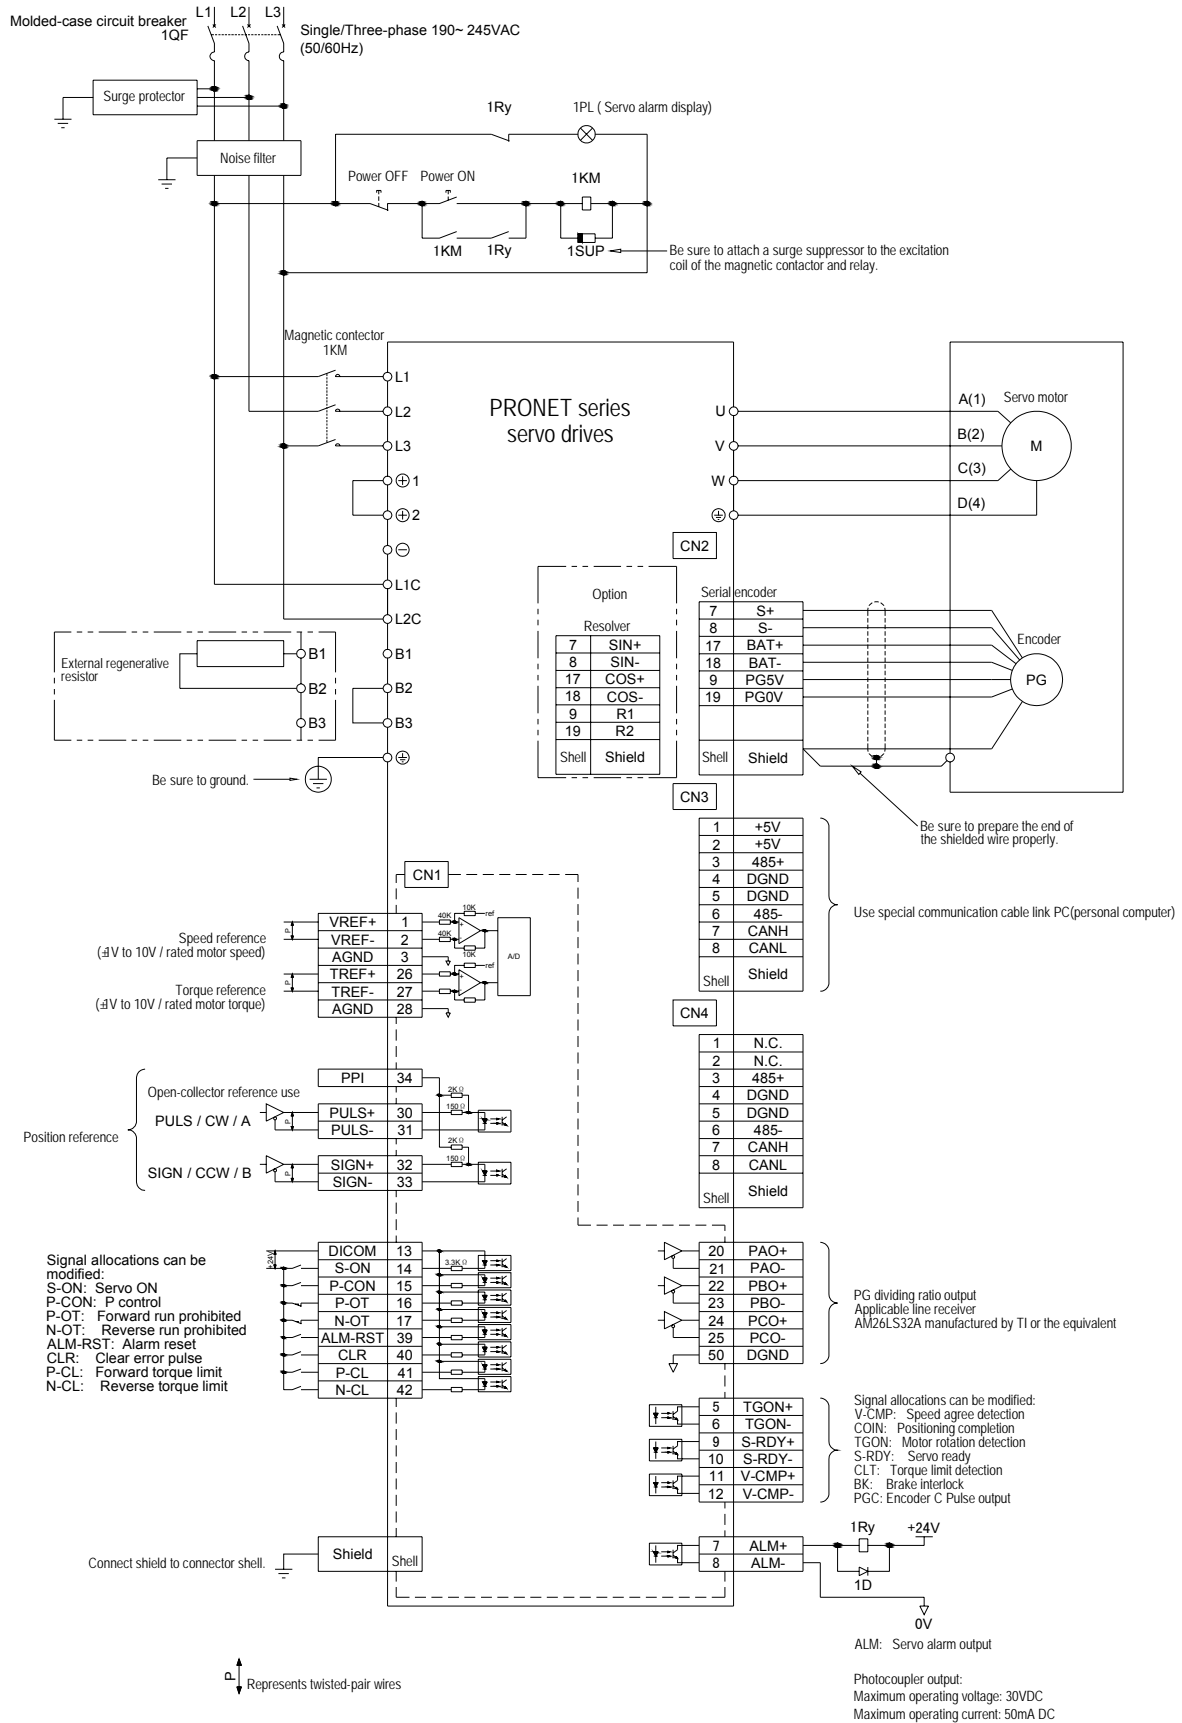 L1 L2 L3
Molded-case circuit breaker
1QF
Single/Three-phase 190~ 245VAC
(50/60Hz)
Surge protector
1Ry
1PL ( Servo alarm display)
Noise filter
Power OFF
Power ON
1KM
1KM
1Ry
1SUP
Be sure to attach a surge suppressor to the excitation
coil of the magnetic contactor and relay.
Magnetic contector
1KM
PRONET series
servo drives
L1
L2
L3
1
2
L1C
L2C
B1
B2
B3
External regenerative
resistor
B1
B2
B3
Be sure to ground.
U
V
W
A(1)
B(2)
C(3)
D(4)
Servo motor
M
CN2
Option
Resolver
7 SIN+
8 SIN-
17 COS+
18 COS-
9 R1
19 R2
Shell Shield
Serial encoder
7 S+
8 S-
17 BAT+
18 BAT-
9 PG5V
19 PG0V
Shell Shield
Encoder
PG
Be sure to prepare the end of
the shielded wire properly.
CN3
1 +5V
2 +5V
3 485+
4 DGND
5 DGND
6 485-
7 CANH
8 CANL
Shell Shield
Use special communication cable link PC(personal computer)
CN4
1 N.C.
2 N.C.
3 485+
4 DGND
5 DGND
6 485-
7 CANH
8 CANL
Shell Shield
CN1
Speed reference
(±1V to 10V / rated motor speed)
P
VREF+ 1
VREF- 2
AGND 3
Torque reference
(±1V to 10V / rated motor torque)
P
TREF+ 26
TREF- 27
AGND 28
40K
40K
10K
10K
ref
ref
A/D
Position reference
Open-collector reference use
PULS / CW / A
SIGN / CCW / B
P
P
PPI 34
PULS+ 30
PULS- 31
SIGN+ 32
SIGN- 33
2KΩ
150Ω
2KΩ
150Ω
Signal allocations can be
modified:
S-ON: Servo ON
P-CON: P control
P-OT: Forward run prohibited
N-OT: Reverse run prohibited
ALM-RST: Alarm reset
CLR: Clear error pulse
P-CL: Forward torque limit
N-CL: Reverse torque limit
+24V
DICOM 13
S-ON 14
P-CON 15
P-OT 16
N-OT 17
ALM-RST 39
CLR 40
P-CL 41
N-CL 42
3.3KΩ
20 PAO+
21 PAO-
22 PBO+
23 PBO-
24 PCO+
25 PCO-
50 DGND
PG dividing ratio output
Applicable line receiver
AM26LS32A manufactured by TI or the equivalent
5 TGON+
6 TGON-
9 S-RDY+
10 S-RDY-
11 V-CMP+
12 V-CMP-
Signal allocations can be modified:
V-CMP: Speed agree detection
COIN: Positioning completion
TGON: Motor rotation detection
S-RDY: Servo ready
CLT: Torque limit detection
BK: Brake interlock
PGC: Encoder C Pulse output
Connect shield to connector shell.
Shield Shell
7 ALM+
8 ALM-
1Ry
+24V
1D
0V
ALM: Servo alarm output
P
Represents twisted-pair wires
Photocoupler output:
Maximum operating voltage: 30VDC
Maximum operating current: 50mA DC